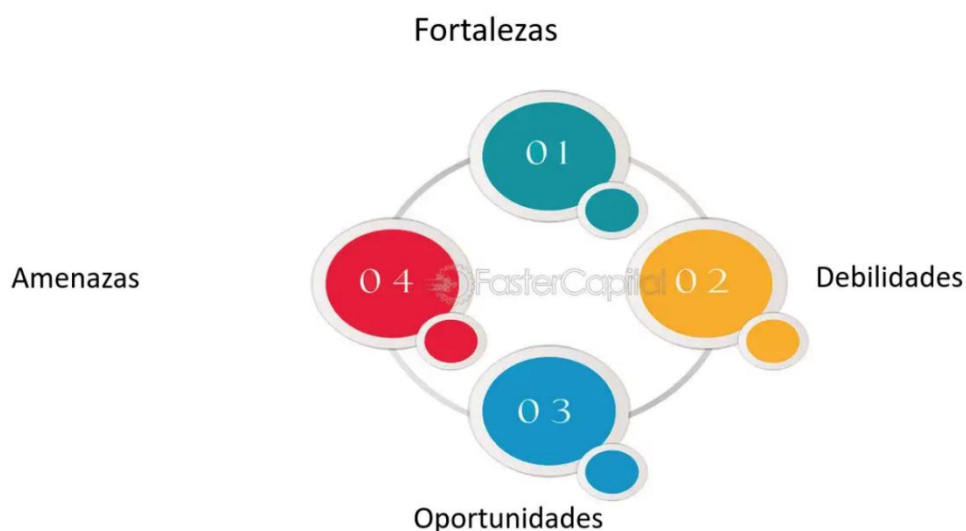 Fortalezas
01
Amenazas
04
FasterCapital
02
Debilidades
03
Oportunidades